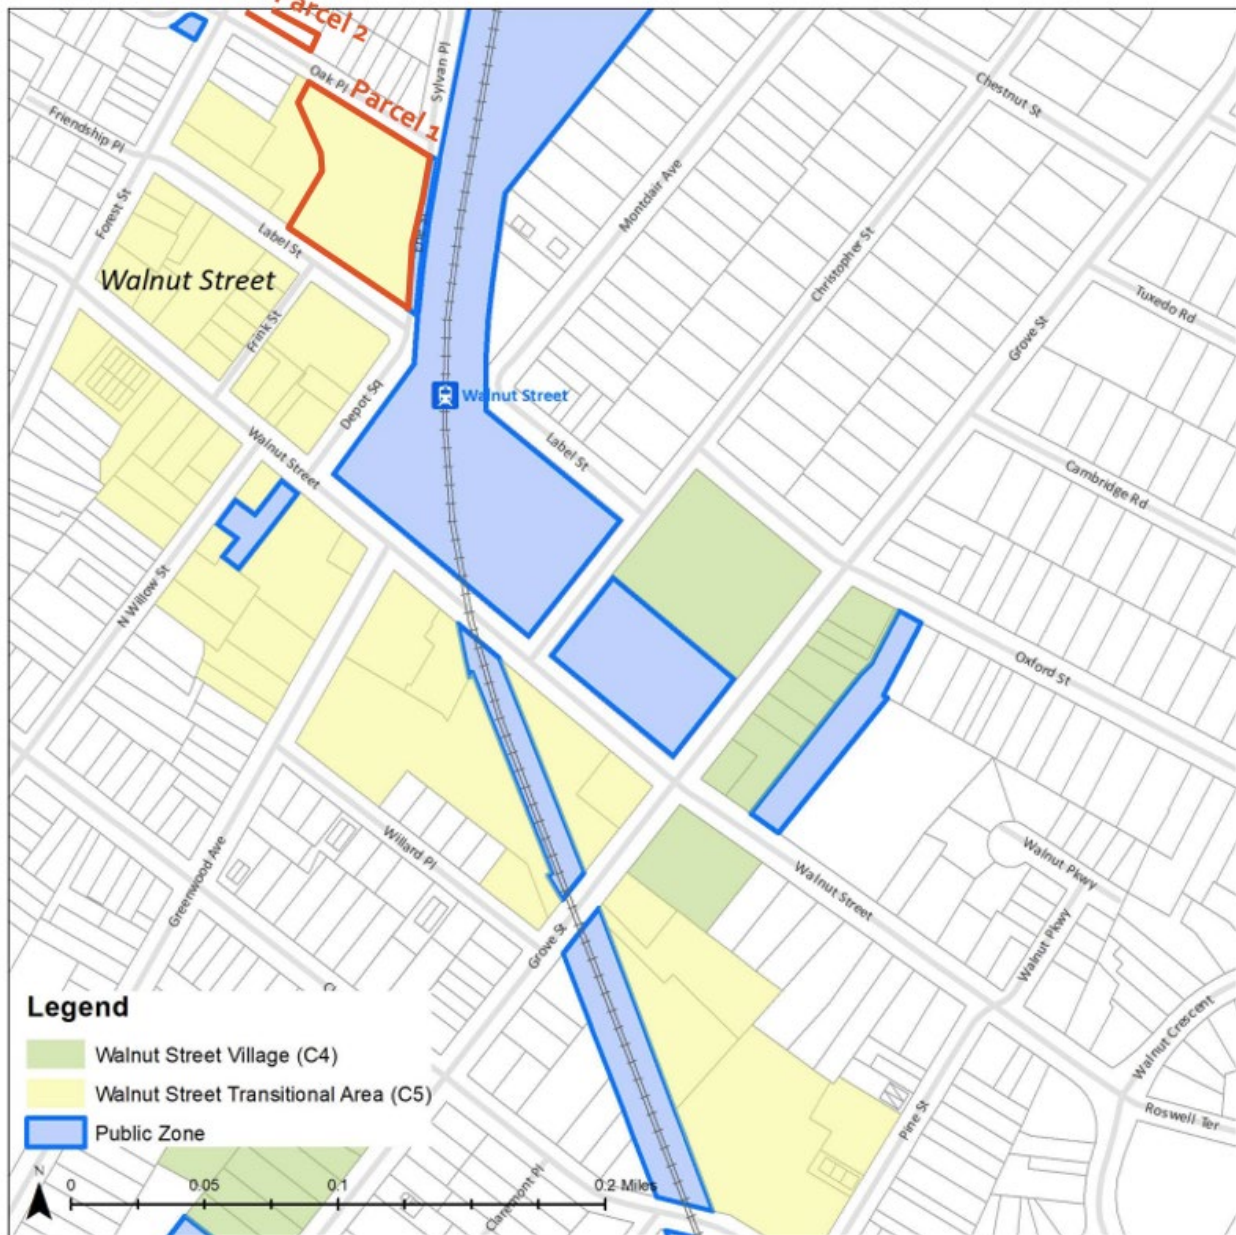 Parcel 2
Oak Pl
Sylvan Pl
Parcel 1
Chestnut St
Friendship Pl
Forest St
Label St
Montclair Ave
Christopher St
Walnut Street
Tuxedo Rd
Grove St
Frink St
Depot Sq
Walnut Street
Label St
Walnut Street
Cambridge Rd
N Willow St
Oxford St
Willard Pl
Walnut Pkwy
Greenwood Ave
Walnut Street
Walnut Pkwy
Grove St
Walnut Crescent
Legend
Walnut Street Village (C4)
Walnut Street Transitional Area (C5)
Public Zone
Pine St
Roswell Ter
Claremont Pl
N
0 0.05 0.1 0.2 Miles